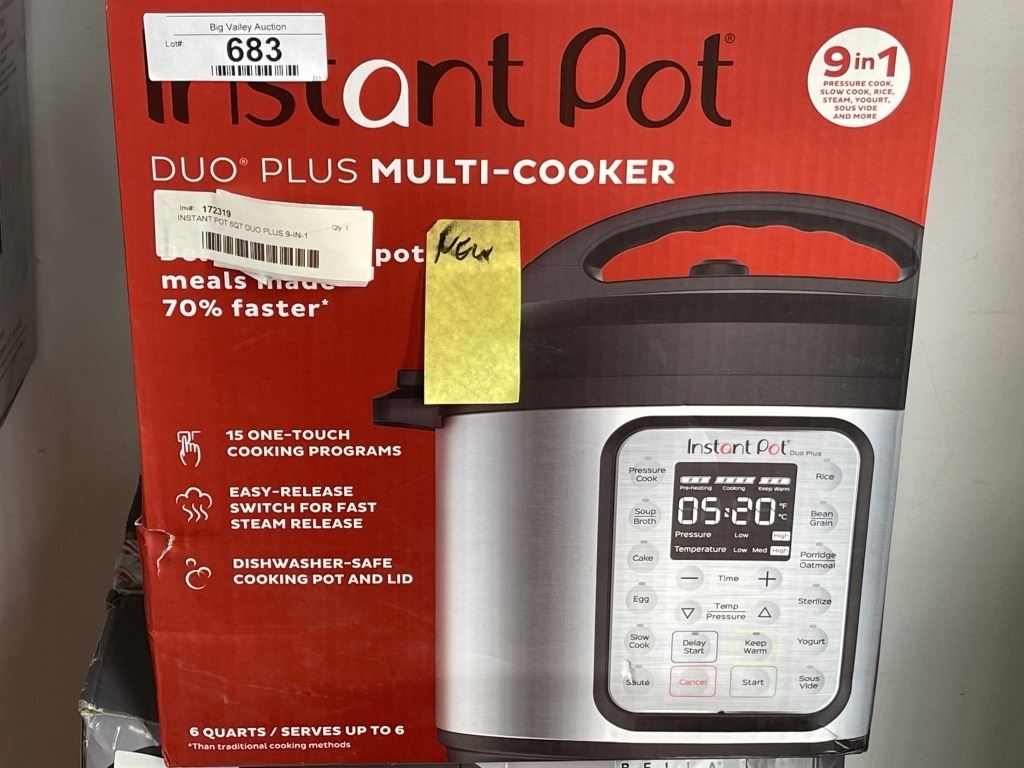 Big Valley Auction
Lot#: 683
Instant Pot®
9 in 1
PRESSURE COOK,
SLOW COOK, RICE,
STEAM, YOGURT,
SOUS VIDE
AND MORE
DUO® PLUS MULTI-COOKER
Inv#: 172319
INSTANT POT 6QT DUO PLUS 9-IN-1 Qty: 1
NEW
pot
meals made
70% faster*
15 ONE-TOUCH
COOKING PROGRAMS
EASY-RELEASE
SWITCH FOR FAST
STEAM RELEASE
DISHWASHER-SAFE
COOKING POT AND LID
6 QUARTS / SERVES UP TO 6
*Than traditional cooking methods
Instant Pot® Duo Plus
Pressure
Cook
Rice
Pre-heating Cooking Keep Warm
05:20 °F
°C
Soup
Broth
Bean
Grain
Pressure Low High
Temperature Low Med High
Cake
Porridge
Oatmeal
— Time +
Egg
Temp
Pressure
Sterilize
Slow
Cook
Delay
Start
Keep
Warm
Yogurt
Sauté
Cancel
Start
Sous
Vide
BELLA